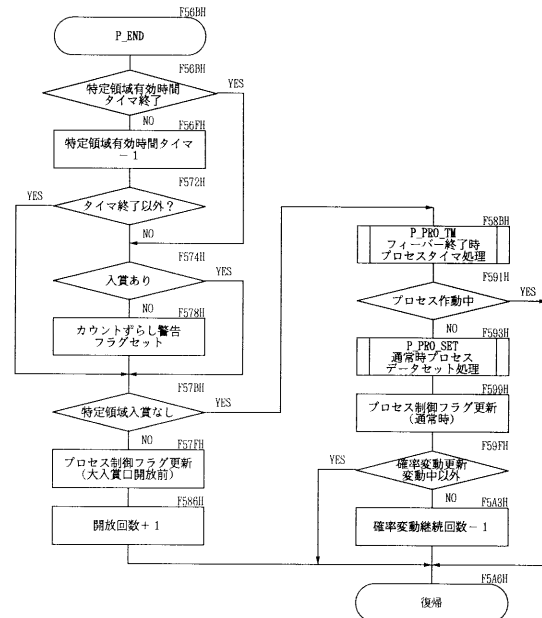 F56BH
P_END
F56BH
特定領域有効時間
タイマ終了
YES
NO
F56FH
特定領域有効時間タイマ
－1
F572H
YES
タイマ終了以外？
NO
F574H
入賞あり
YES
NO
F578H
カウントずらし警告
フラグセット
F57BH
特定領域入賞なし
YES
NO
F57FH
プロセス制御フラグ更新
(大入賞口開放前)
F586H
開放回数＋1
F58BH
P_PRO_TM
フィーバー終了時
プロセスタイマ処理
F591H
プロセス作動中
YES
NO
F593H
P_PRO_SET
通常時プロセス
データセット処理
F599H
プロセス制御フラグ更新
(通常時)
F59FH
YES
確率変動更新
変動中以外
NO
F5A3H
確率変動継続回数－1
F5A6H
復帰